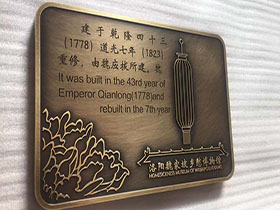 建于乾隆四十三
(1778) 道光七年 (1823)
重修，由魏应拔所建。魏
It was built in the 43rd year of
Emperor Qianlong(1778)and
rebuilt in the 7th year
洛阳魏家坡乡愁博物馆